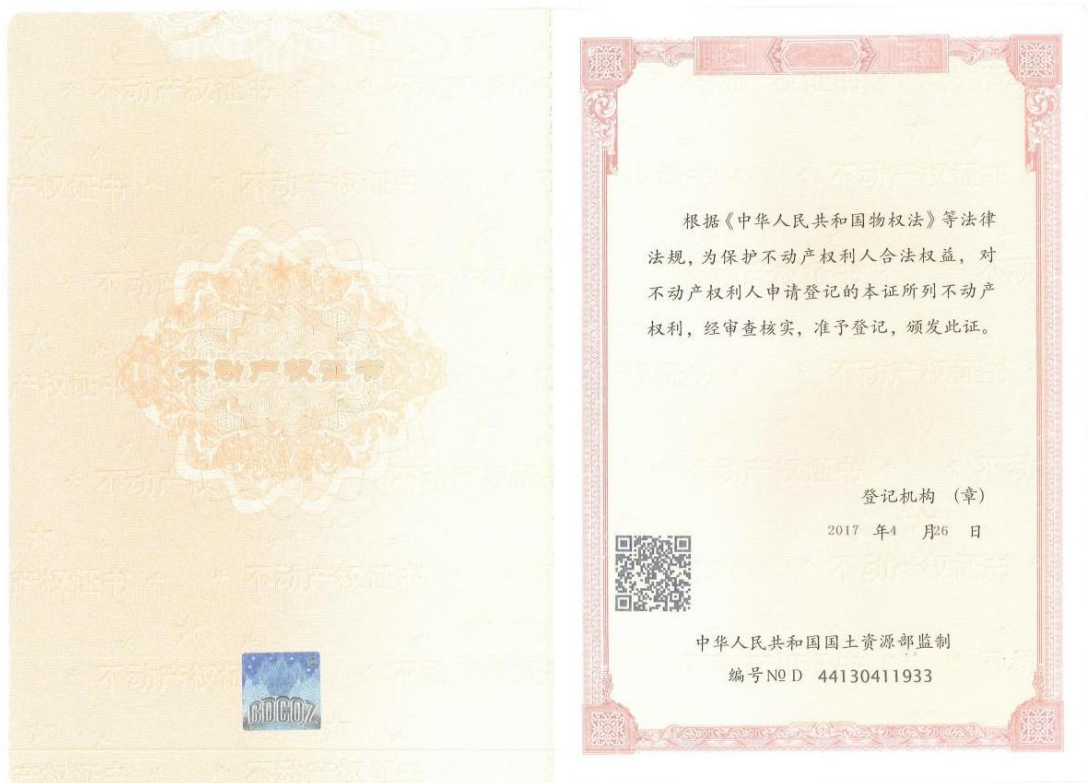 不动产权证书
根据《中华人民共和国物权法》等法律
法规，为保护不动产权利人合法权益，对
不动产权利人申请登记的本证所列不动产
权利，经审查核实，准予登记，颁发此证。
登记机构 （章）
2017 年4 月26 日
中华人民共和国国土资源部监制
编号№ D 44130411933